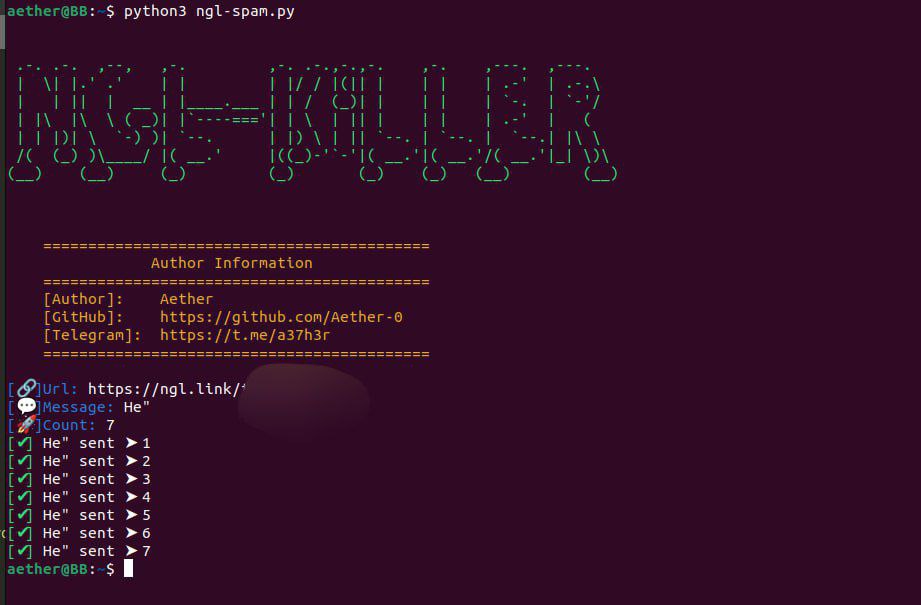 aether@BB:~$ python3 ngl-spam.py
NGL-KILLER
===========================================
Author Information
===========================================
[Author]: Aether
[GitHub]: https://github.com/Aether-0
[Telegram]: https://t.me/a37h3r
===========================================
[🔗]Url: https://ngl.link/
[💬]Message: He"
[🚀]Count: 7
[✔] He" sent ➤ 1
[✔] He" sent ➤ 2
[✔] He" sent ➤ 3
[✔] He" sent ➤ 4
[✔] He" sent ➤ 5
[✔] He" sent ➤ 6
[✔] He" sent ➤ 7
aether@BB:~$